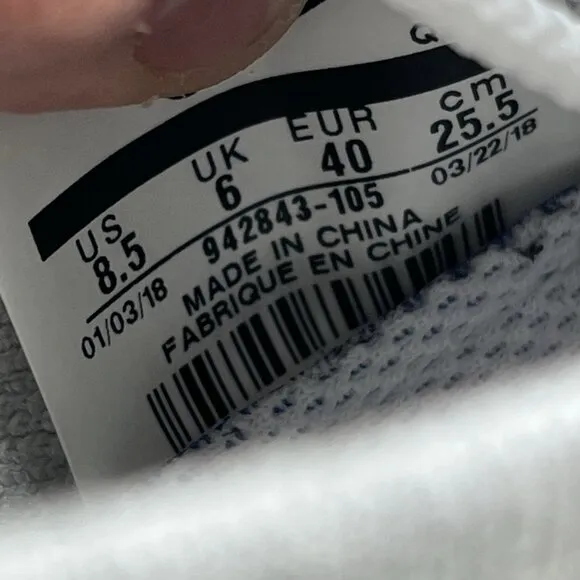 Q
US UK EUR cm
8.5 6 40 25.5
01/03/18 942843-105 03/22/18
MADE IN CHINA
FABRIQUE EN CHINE